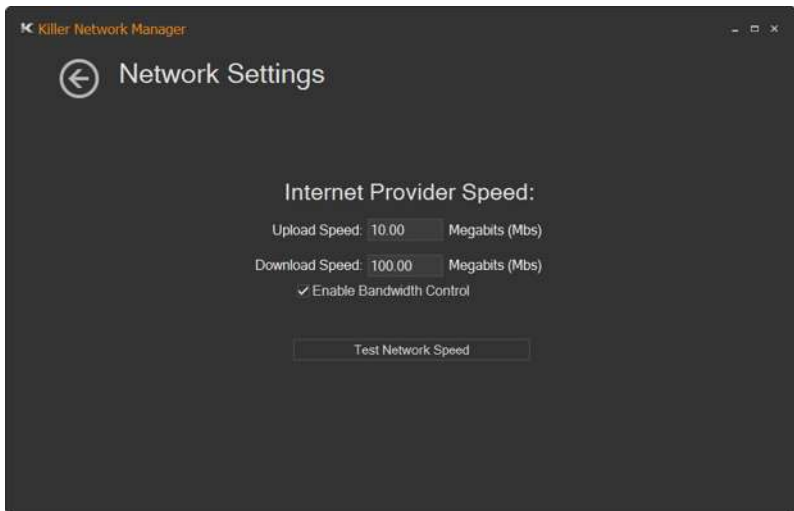 Killer Network Manager
Network Settings
Internet Provider Speed:
Upload Speed: 10.00 Megabits (Mbs)
Download Speed: 100.00 Megabits (Mbs)
Enable Bandwidth Control
Test Network Speed